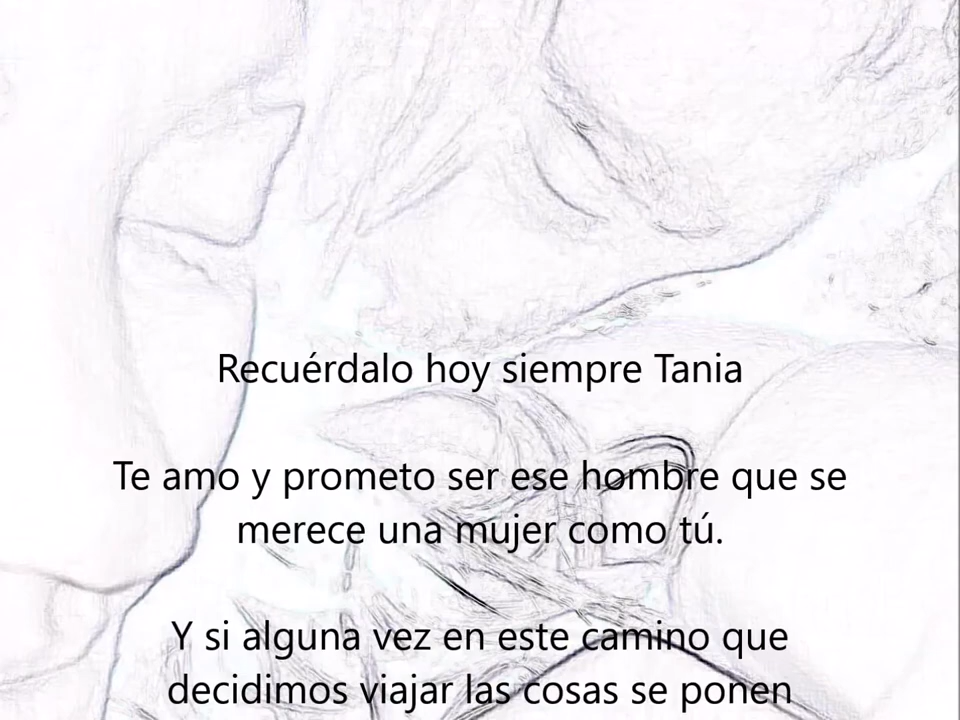 Recuérdalo hoy siempre Tania
Te amo y prometo ser ese hombre que se
merece una mujer como tú.
Y si alguna vez en este camino que
decidimos viajar las cosas se ponen